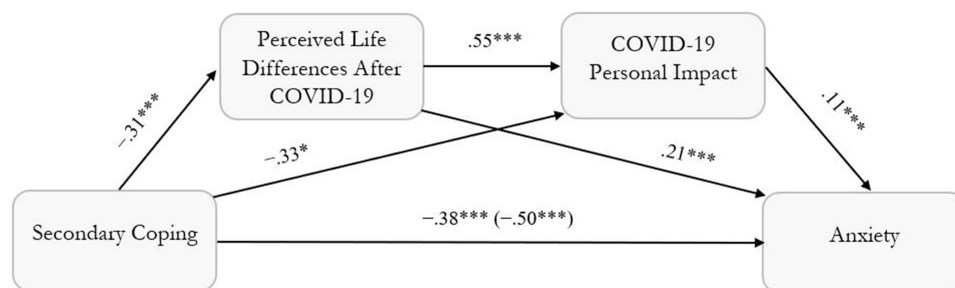 Perceived Life
Differences After
COVID-19
.55***
COVID-19
Personal Impact
−.31***
−.33*
.21***
.11***
Secondary Coping
−.38*** (−.50***)
Anxiety